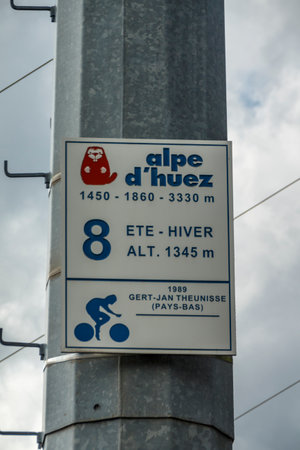 alpe
d'huez
1450 - 1860 - 3330 m
8
ETE - HIVER
ALT. 1345 m
1989
GERT-JAN THEUNISSE
(PAYS-BAS)